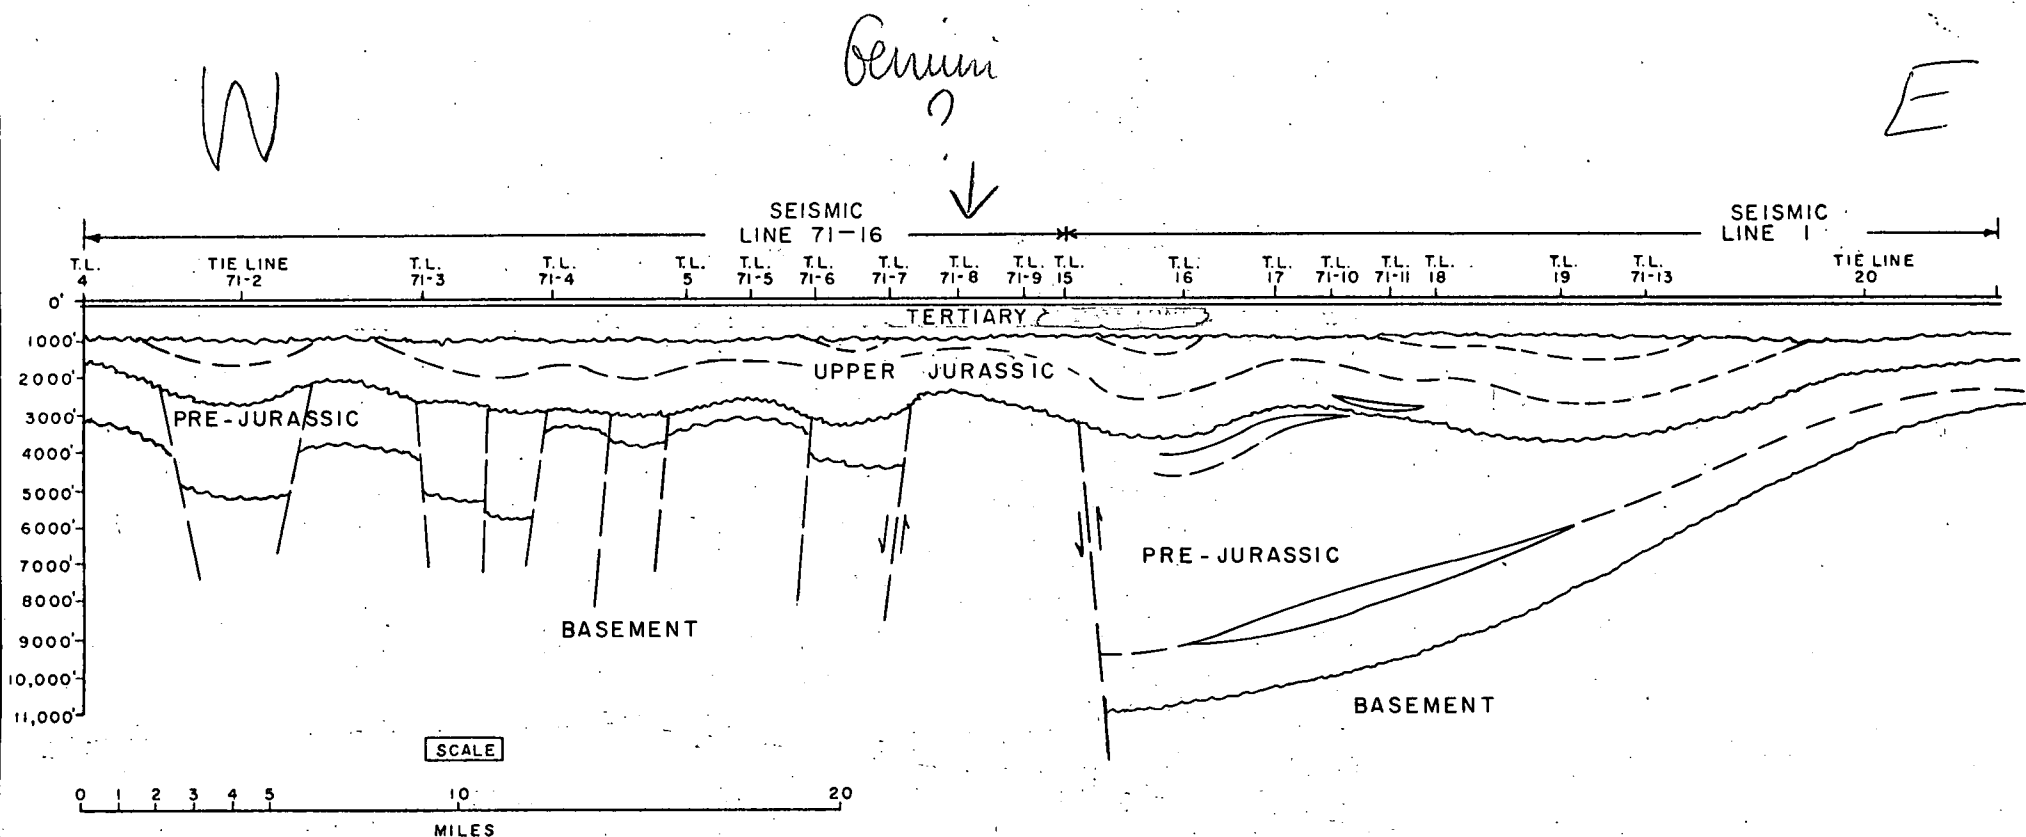 Gemini
?
W
E
SEISMIC
LINE 71-16
SEISMIC
LINE 1
T.L.
4
TIE LINE
71-2
T.L.
71-3
T.L.
71-4
T.L.
5
T.L.
71-5
T.L.
71-6
T.L.
71-7
T.L.
71-8
T.L.
71-9
T.L.
15
T.L.
16
T.L.
17
T.L.
71-10
T.L.
71-11
T.L.
18
T.L.
19
T.L.
71-13
TIE LINE
20
0'
TERTIARY
1000'
UPPER JURASSIC
2000'
3000'
PRE-JURASSIC
4000'
5000'
6000'
PRE-JURASSIC
7000'
8000'
BASEMENT
9000'
10,000'
BASEMENT
11,000'
SCALE
0 1 2 3 4 5 10 20
MILES